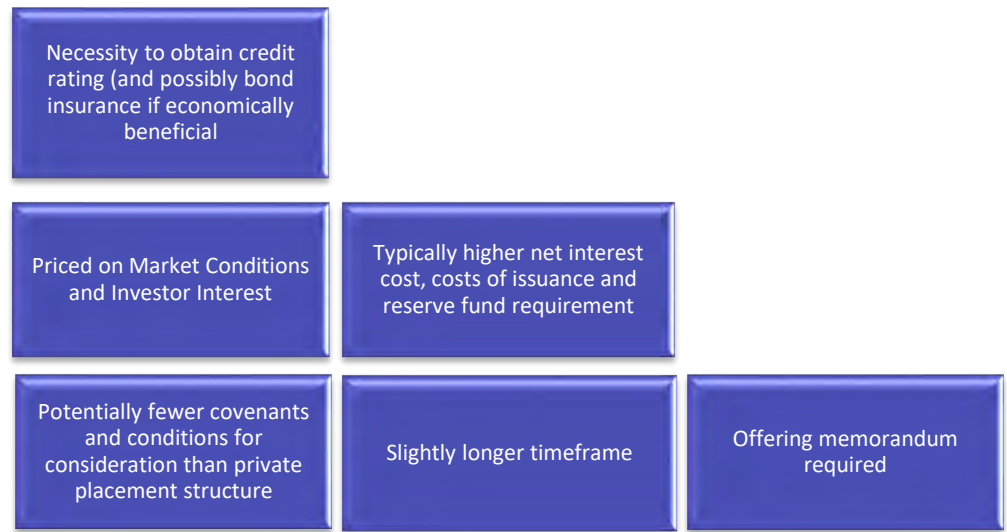 Necessity to obtain credit
rating (and possibly bond
insurance if economically
beneficial
Priced on Market Conditions
and Investor Interest
Typically higher net interest
cost, costs of issuance and
reserve fund requirement
Potentially fewer covenants
and conditions for
consideration than private
placement structure
Slightly longer timeframe
Offering memorandum
required